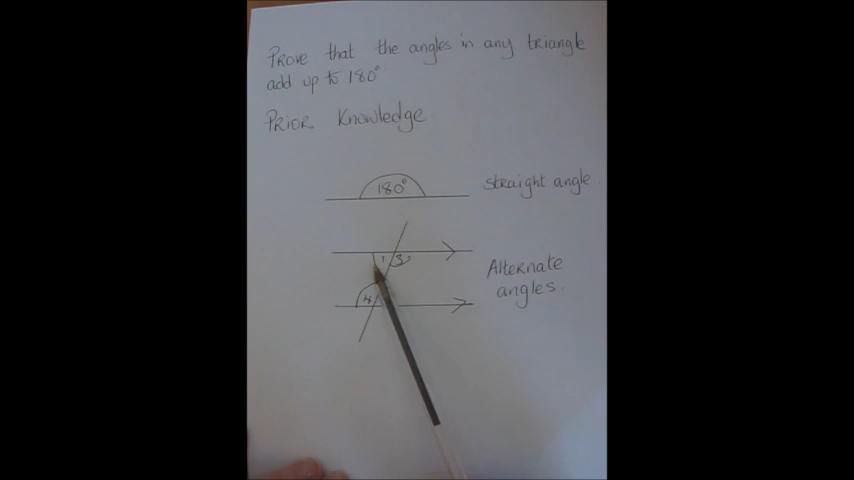 PROVE that the angles in any triangle
add up to 180°
PRIOR Knowledge
180°
straight angle.
1 3
Alternate
angles.
4